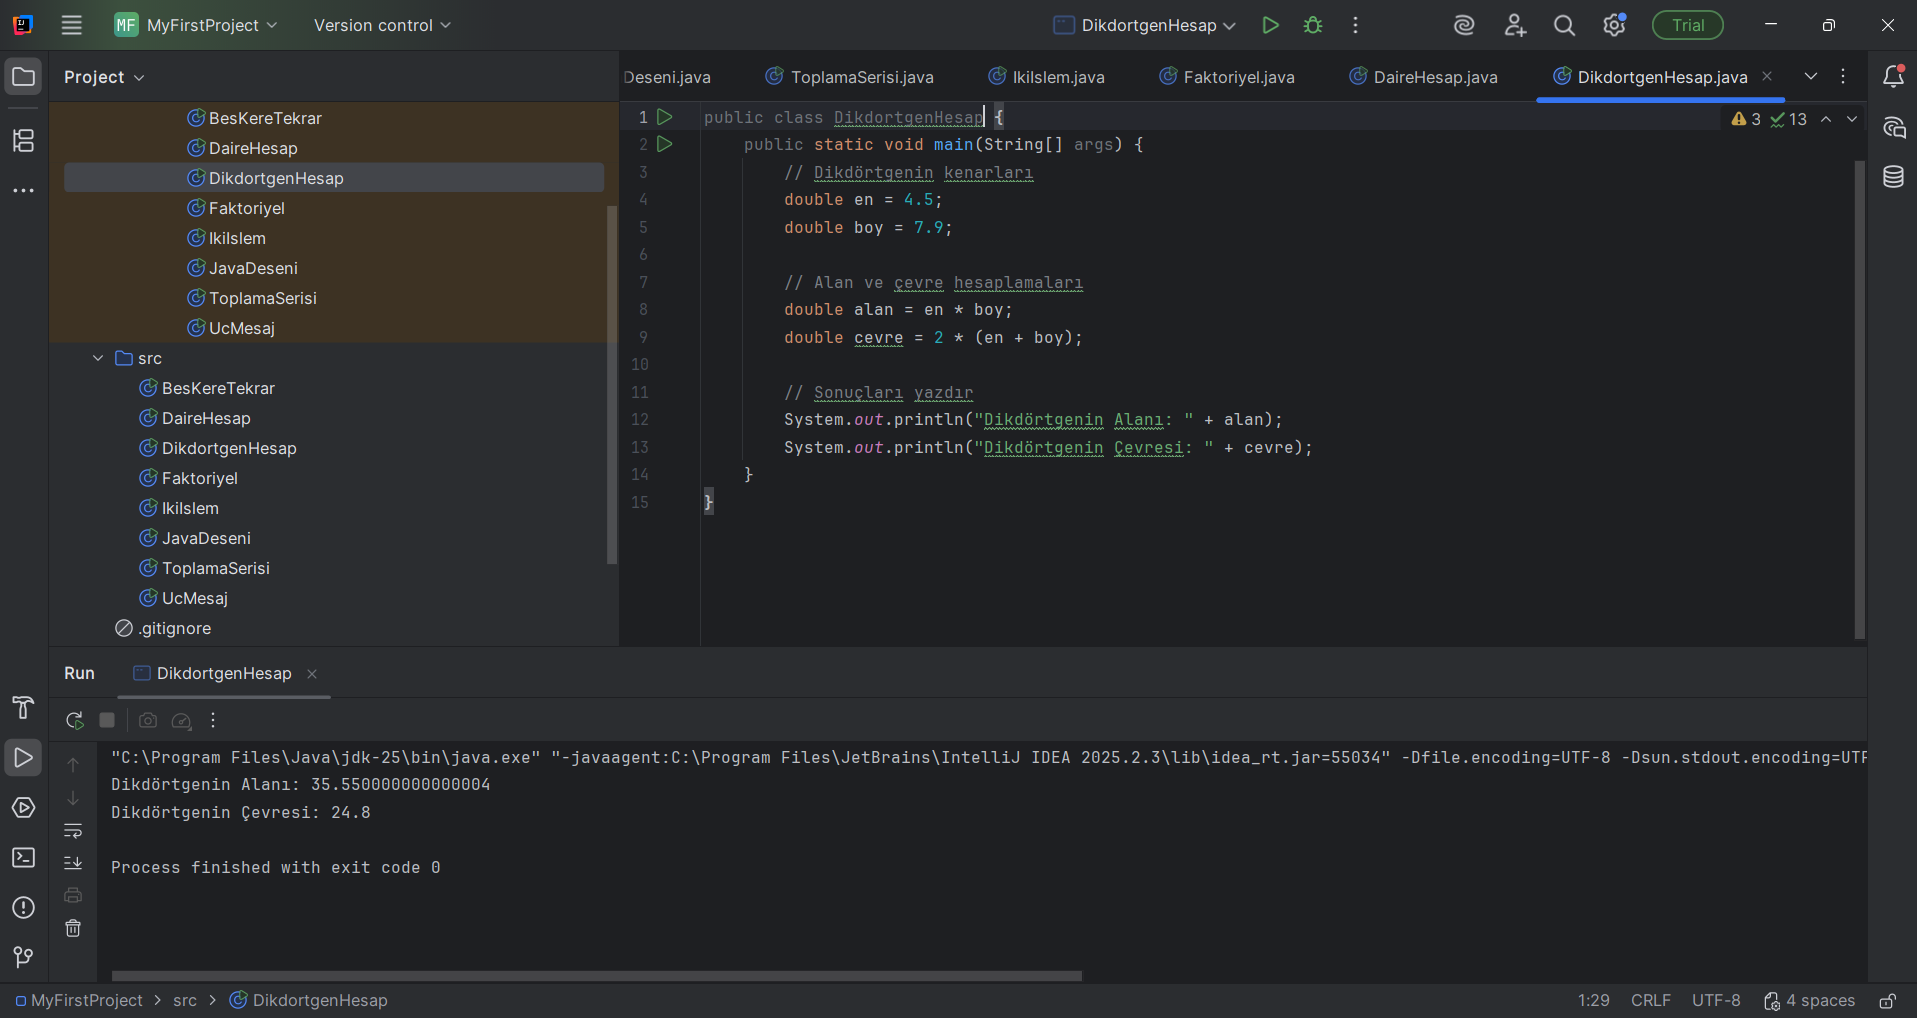 MF MyFirstProject Version control DikdortgenHesap Trial
Project
Deseni.java ToplamaSerisi.java IkiIslem.java Faktoriyel.java DaireHesap.java DikdortgenHesap.java
BesKereTekrar
DaireHesap
DikdortgenHesap
Faktoriyel
IkiIslem
JavaDeseni
ToplamaSerisi
UcMesaj
src
BesKereTekrar
DaireHesap
DikdortgenHesap
Faktoriyel
IkiIslem
JavaDeseni
ToplamaSerisi
UcMesaj
.gitignore
3 13
1 public class DikdortgenHesap {
2 public static void main(String[] args) {
3 // Dikdörtgenin kenarları
4 double en = 4.5;
5 double boy = 7.9;
6
7 // Alan ve çevre hesaplamaları
8 double alan = en * boy;
9 double cevre = 2 * (en + boy);
10
11 // Sonuçları yazdır
12 System.out.println("Dikdörtgenin Alanı: " + alan);
13 System.out.println("Dikdörtgenin Çevresi: " + cevre);
14 }
15 }
Run DikdortgenHesap
"C:\Program Files\Java\jdk-25\bin\java.exe" "-javaagent:C:\Program Files\JetBrains\IntelliJ IDEA 2025.2.3\lib\idea_rt.jar=55034" -Dfile.encoding=UTF-8 -Dsun.stdout.encoding=UTF
Dikdörtgenin Alanı: 35.550000000000004
Dikdörtgenin Çevresi: 24.8
Process finished with exit code 0
MyFirstProject > src > DikdortgenHesap 1:29 CRLF UTF-8 4 spaces